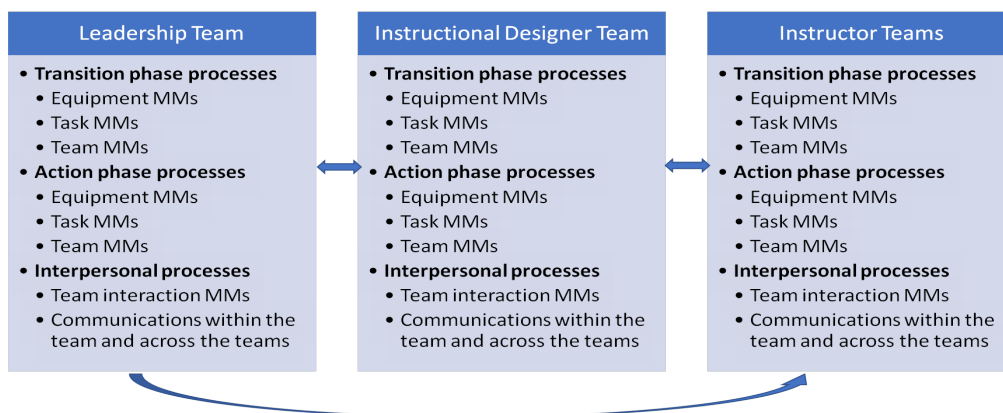 Leadership Team
• Transition phase processes
• Equipment MMs
• Task MMs
• Team MMs
• Action phase processes
• Equipment MMs
• Task MMs
• Team MMs
• Interpersonal processes
• Team interaction MMs
• Communications within the
team and across the teams
Instructional Designer Team
• Transition phase processes
• Equipment MMs
• Task MMs
• Team MMs
• Action phase processes
• Equipment MMs
• Task MMs
• Team MMs
• Interpersonal processes
• Team interaction MMs
• Communications within the
team and across the teams
Instructor Teams
• Transition phase processes
• Equipment MMs
• Task MMs
• Team MMs
• Action phase processes
• Equipment MMs
• Task MMs
• Team MMs
• Interpersonal processes
• Team interaction MMs
• Communications within the
team and across the teams